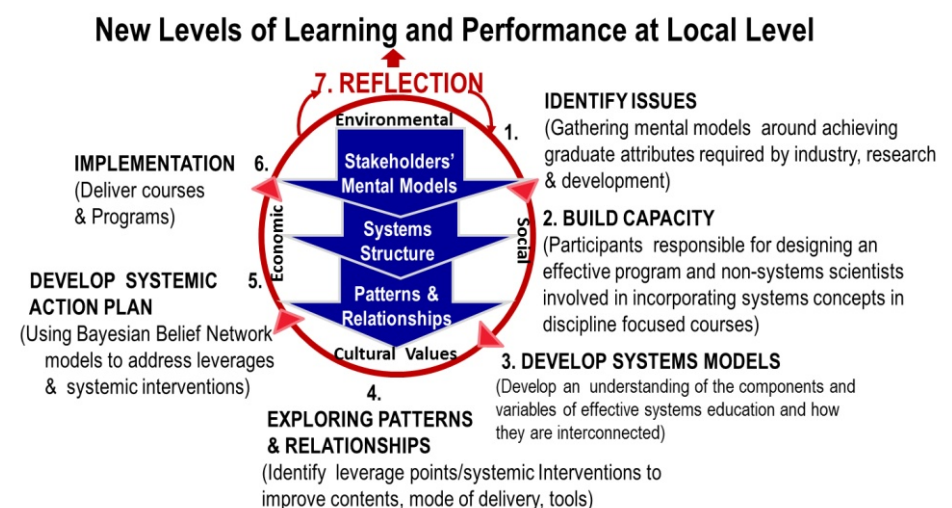 New Levels of Learning and Performance at Local Level
7. REFLECTION
1.
IDENTIFY ISSUES
(Gathering mental models around achieving
graduate attributes required by industry, research
& development)
2. BUILD CAPACITY
(Participants responsible for designing an
effective program and non-systems scientists
involved in incorporating systems concepts in
discipline focused courses)
3. DEVELOP SYSTEMS MODELS
(Develop an understanding of the components and
variables of effective systems education and how
they are interconnected)
4.
EXPLORING PATTERNS
& RELATIONSHIPS
(Identify leverage points/systemic Interventions to
improve contents, mode of delivery, tools)
5.
DEVELOP SYSTEMIC
ACTION PLAN
(Using Bayesian Belief Network
models to address leverages
& systemic interventions)
6.
IMPLEMENTATION
(Deliver courses
& Programs)
Environmental
Stakeholders'
Mental Models
Systems
Structure
Patterns &
Relationships
Cultural Values
Economic
Social